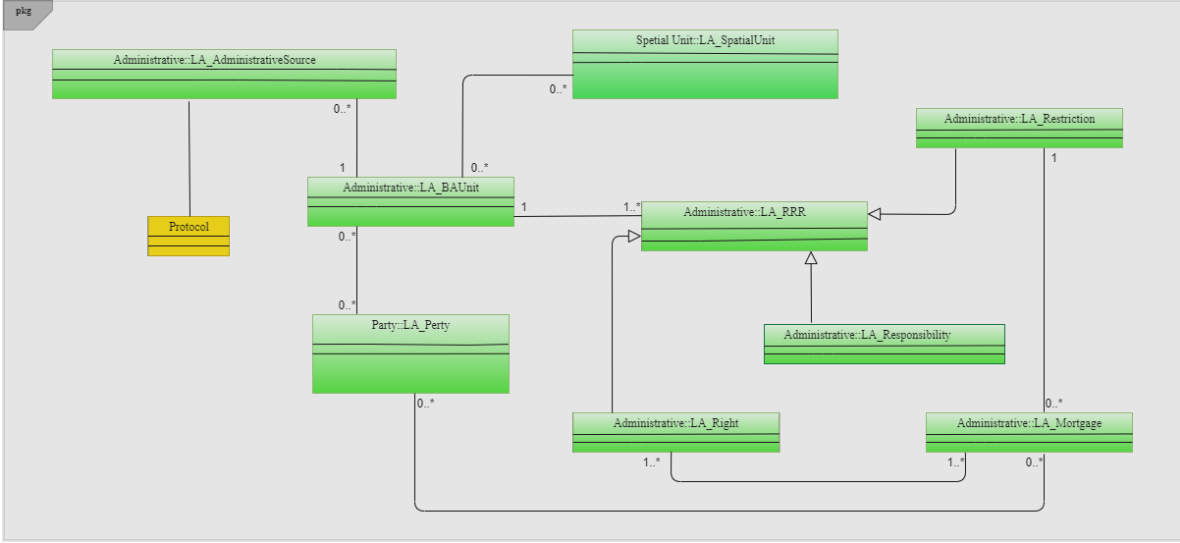 pkg
Spetial Unit::LA_SpatialUnit
Administrative::LA_AdministrativeSource
0..*
0..*
Administrative::LA_Restriction
1
1
0..*
Administrative::LA_BAUnit
1
1..*
Administrative::LA_RRR
Protocol
0..*
0..*
Party::LA_Perty
Administrative::LA_Responsibility
0..*
0..*
Administrative::LA_Right
Administrative::LA_Mortgage
1..*
1..*
0..*